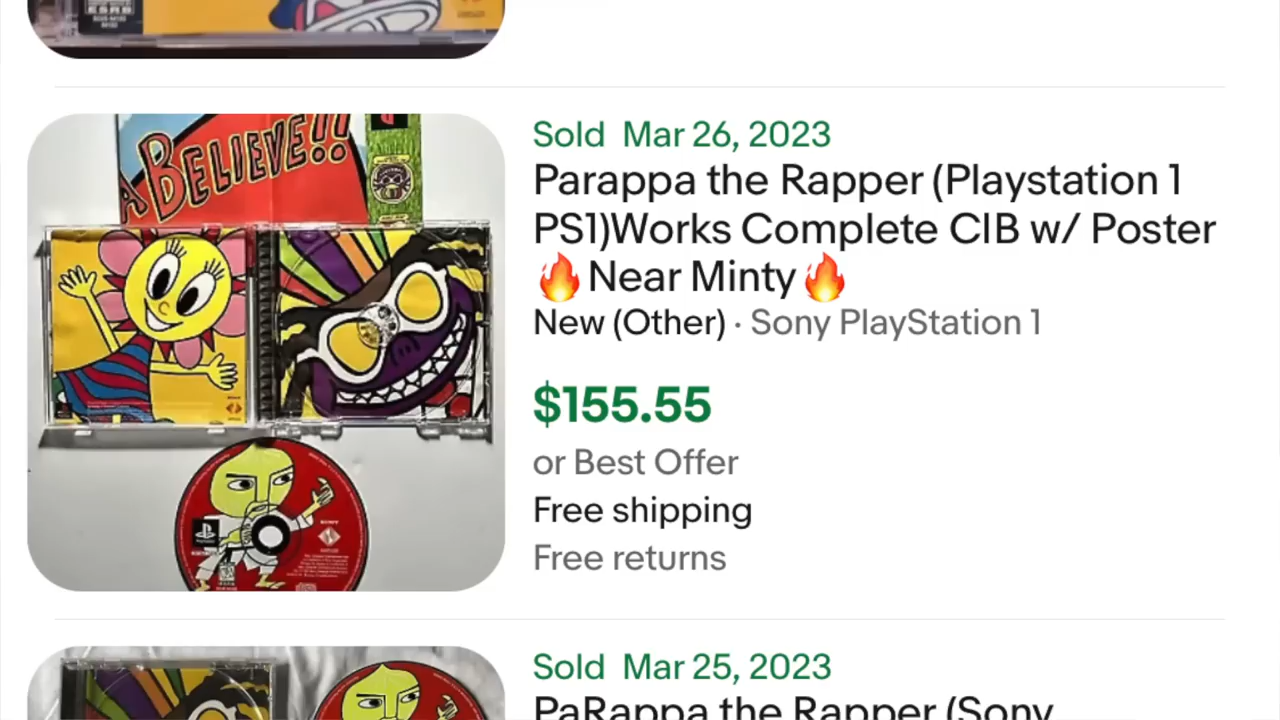 ESRB
A BELIEVE!!
Sold Mar 26, 2023
Parappa the Rapper (Playstation 1
PS1)Works Complete CIB w/ Poster
🔥Near Minty🔥
New (Other) · Sony PlayStation 1
$155.55
or Best Offer
Free shipping
Free returns
SONY
Sold Mar 25, 2023
PaRappa the Rapper (Sony